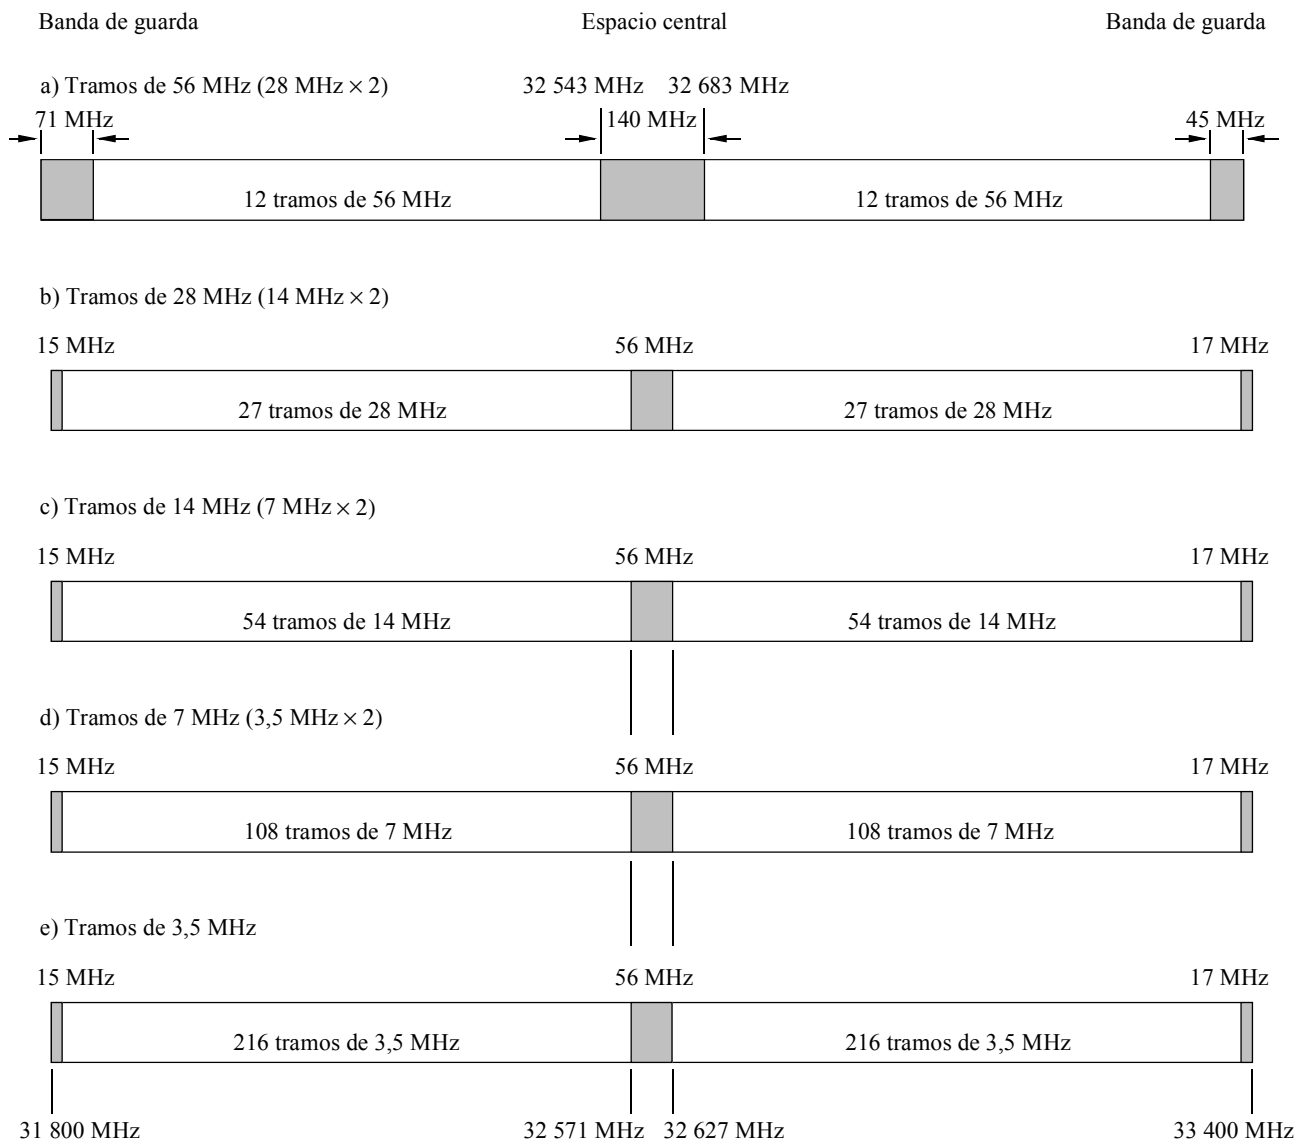 Banda de guarda Espacio central Banda de guarda
a) Tramos de 56 MHz (28 MHz × 2) 32 543 MHz 32 683 MHz
71 MHz 140 MHz 45 MHz
12 tramos de 56 MHz 12 tramos de 56 MHz
b) Tramos de 28 MHz (14 MHz × 2)
15 MHz 56 MHz 17 MHz
27 tramos de 28 MHz 27 tramos de 28 MHz
c) Tramos de 14 MHz (7 MHz × 2)
15 MHz 56 MHz 17 MHz
54 tramos de 14 MHz 54 tramos de 14 MHz
d) Tramos de 7 MHz (3,5 MHz × 2)
15 MHz 56 MHz 17 MHz
108 tramos de 7 MHz 108 tramos de 7 MHz
e) Tramos de 3,5 MHz
15 MHz 56 MHz 17 MHz
216 tramos de 3,5 MHz 216 tramos de 3,5 MHz
31 800 MHz 32 571 MHz 32 627 MHz 33 400 MHz